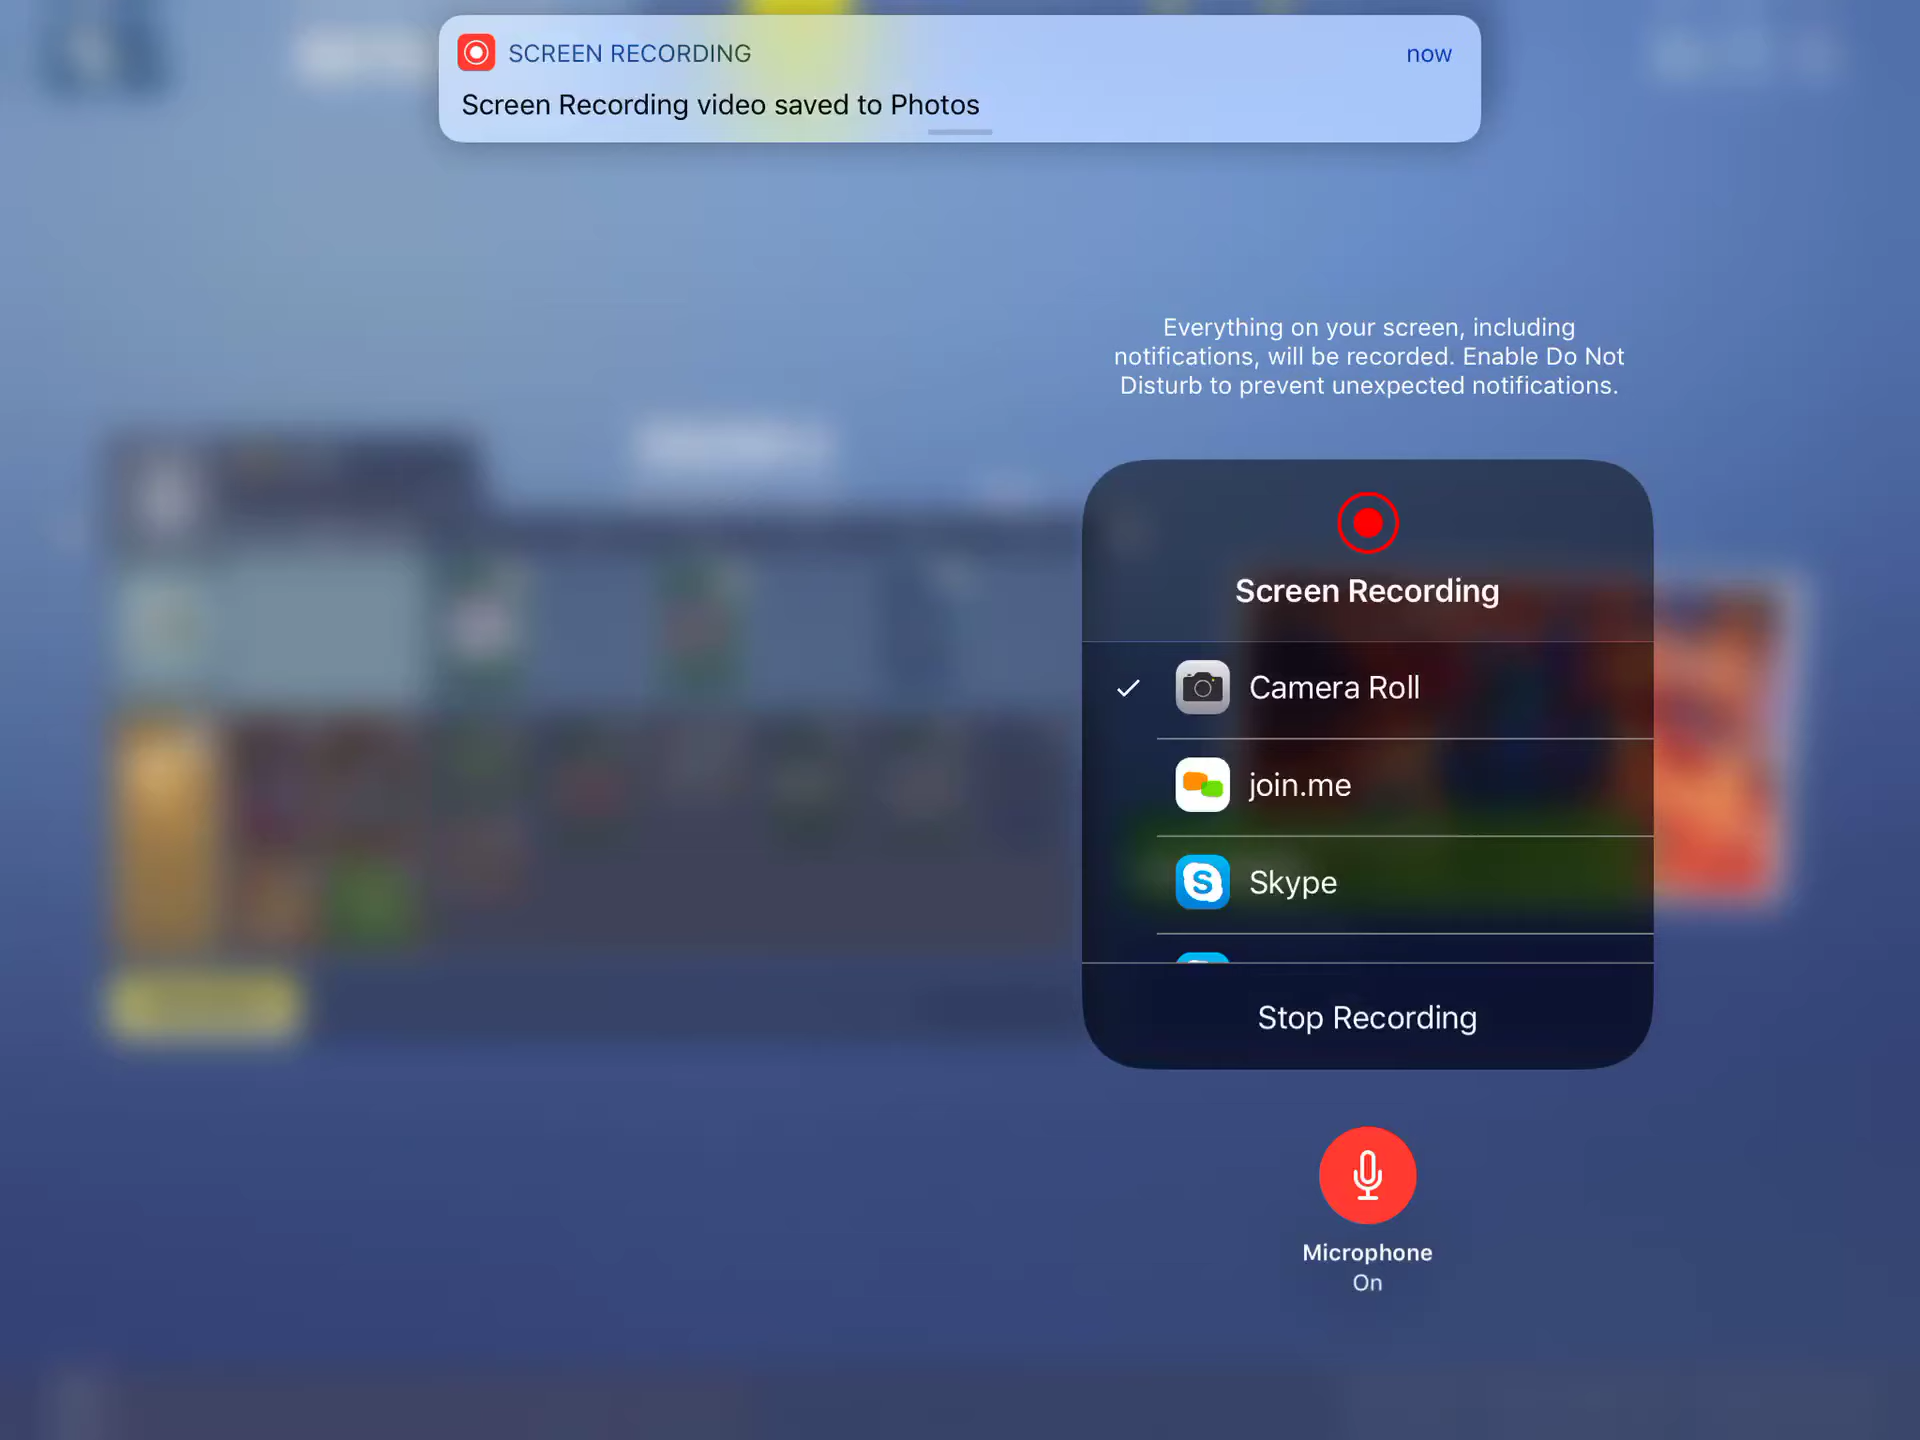 SCREEN RECORDING
now
Screen Recording video saved to Photos
Everything on your screen, including
notifications, will be recorded. Enable Do Not
Disturb to prevent unexpected notifications.
Screen Recording
Camera Roll
join.me
Skype
Stop Recording
Microphone
On